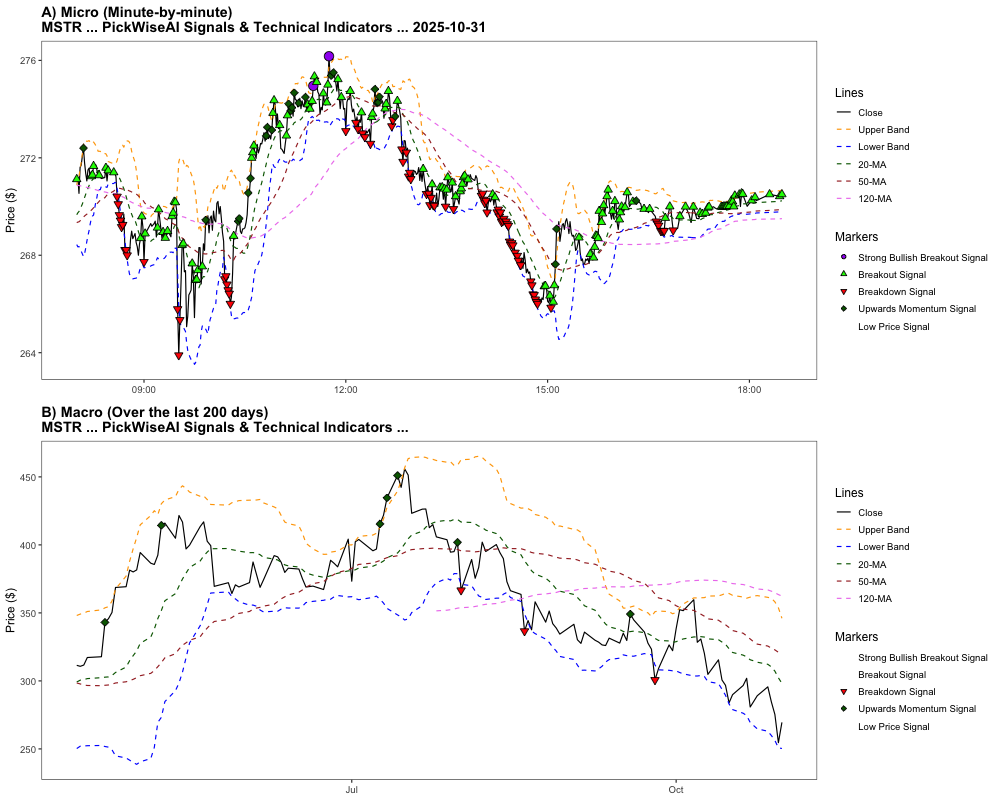 A) Micro (Minute-by-minute)
MSTR ... PickWiseAI Signals & Technical Indicators ... 2025-10-31
Price ($)
276
272
268
264
09:00
12:00
15:00
18:00
Lines
Close
Upper Band
Lower Band
20-MA
50-MA
120-MA
Markers
Strong Bullish Breakout Signal
Breakout Signal
Breakdown Signal
Upwards Momentum Signal
Low Price Signal
B) Macro (Over the last 200 days)
MSTR ... PickWiseAI Signals & Technical Indicators ...
Price ($)
450
400
350
300
250
Jul
Oct
Lines
Close
Upper Band
Lower Band
20-MA
50-MA
120-MA
Markers
Strong Bullish Breakout Signal
Breakout Signal
Breakdown Signal
Upwards Momentum Signal
Low Price Signal